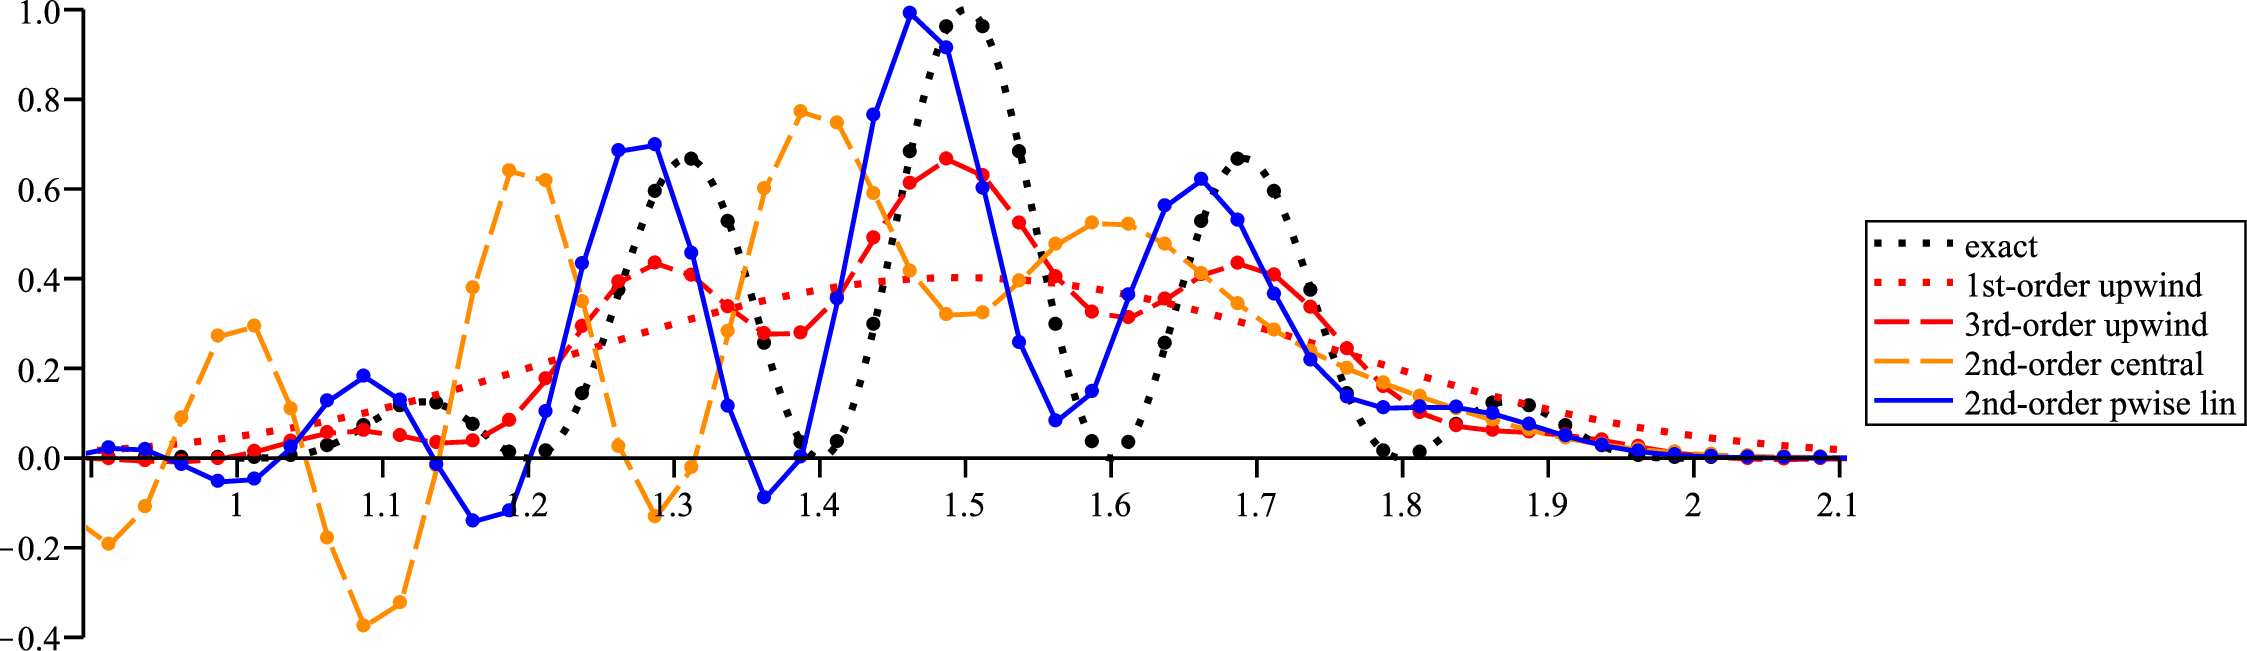 1.0
0.8
0.6
0.4
0.2
0.0
−0.2
−0.4
1 1.1 1.2 1.3 1.4 1.5 1.6 1.7 1.8 1.9 2 2.1
exact
1st-order upwind
3rd-order upwind
2nd-order central
2nd-order pwise lin